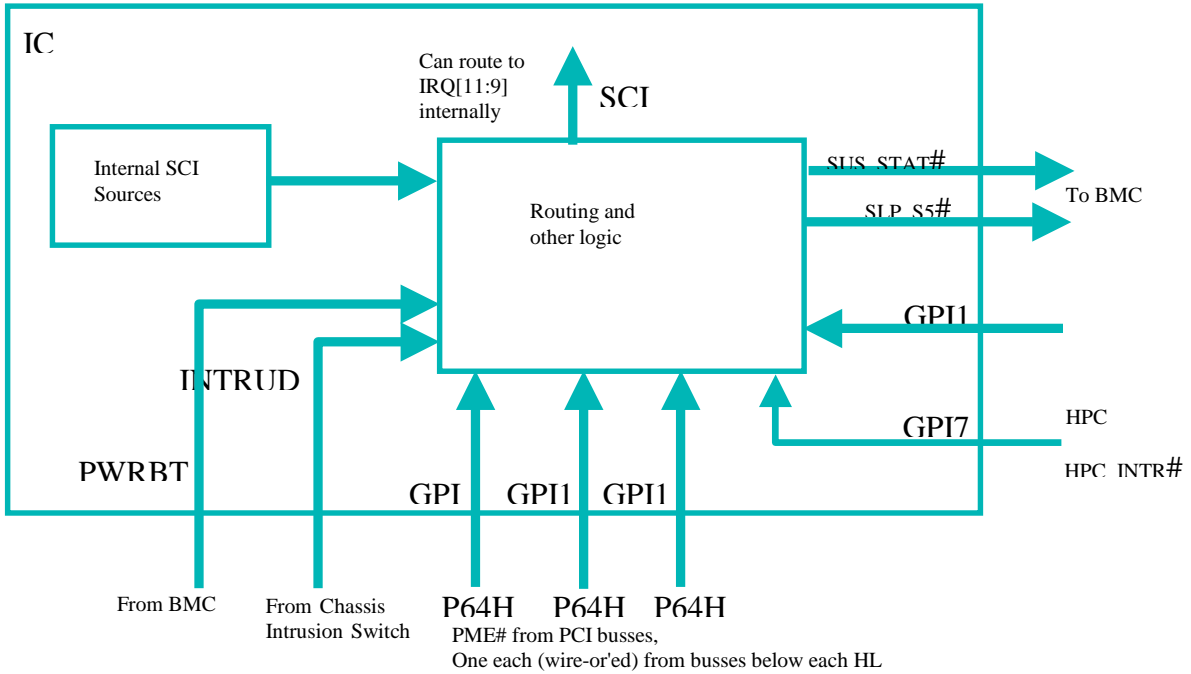 IC
Can route to
IRQ[11:9]
internally
SCI
Internal SCI
Sources
Routing and
other logic
SUS_STAT#
SLP_S5#
To BMC
GPI1
INTRUD
GPI7
HPC
HPC_INTR#
PWRBT
GPI
GPI1
GPI1
From BMC
From Chassis
Intrusion Switch
P64H
P64H
P64H
PME# from PCI busses,
One each (wire-or'ed) from busses below each HL